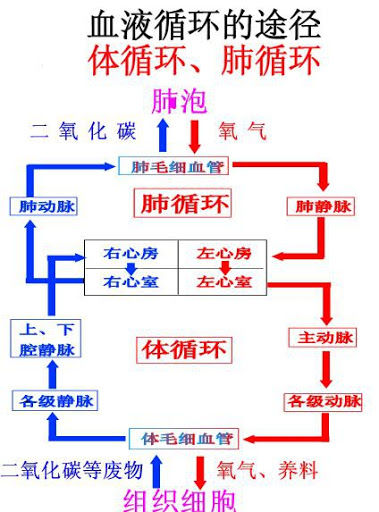 血液循环的途径
体循环、肺循环
肺泡
二氧化碳 氧气
肺毛细血管
肺动脉 肺循环 肺静脉
右心房 左心房
右心室 左心室
上、下
腔静脉
体循环
主动脉
各级静脉 各级动脉
体毛细血管
二氧化碳等废物 氧气、养料
组织细胞